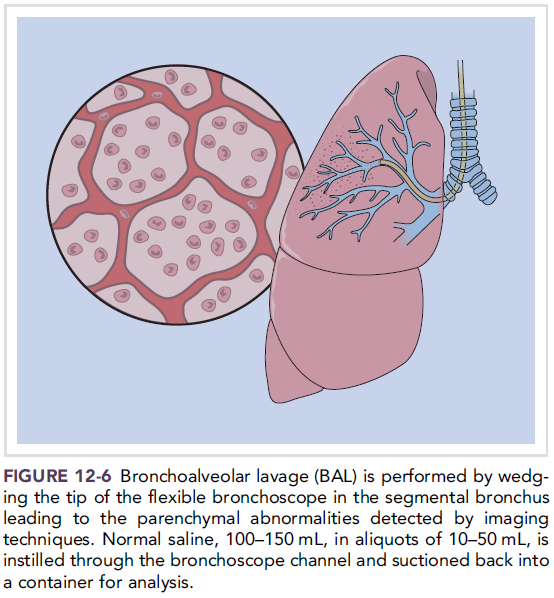 FIGURE 12-6 Bronchoalveolar lavage (BAL) is performed by wedg-
ing the tip of the flexible bronchoscope in the segmental bronchus
leading to the parenchymal abnormalities detected by imaging
techniques. Normal saline, 100–150 mL, in aliquots of 10–50 mL, is
instilled through the bronchoscope channel and suctioned back into
a container for analysis.